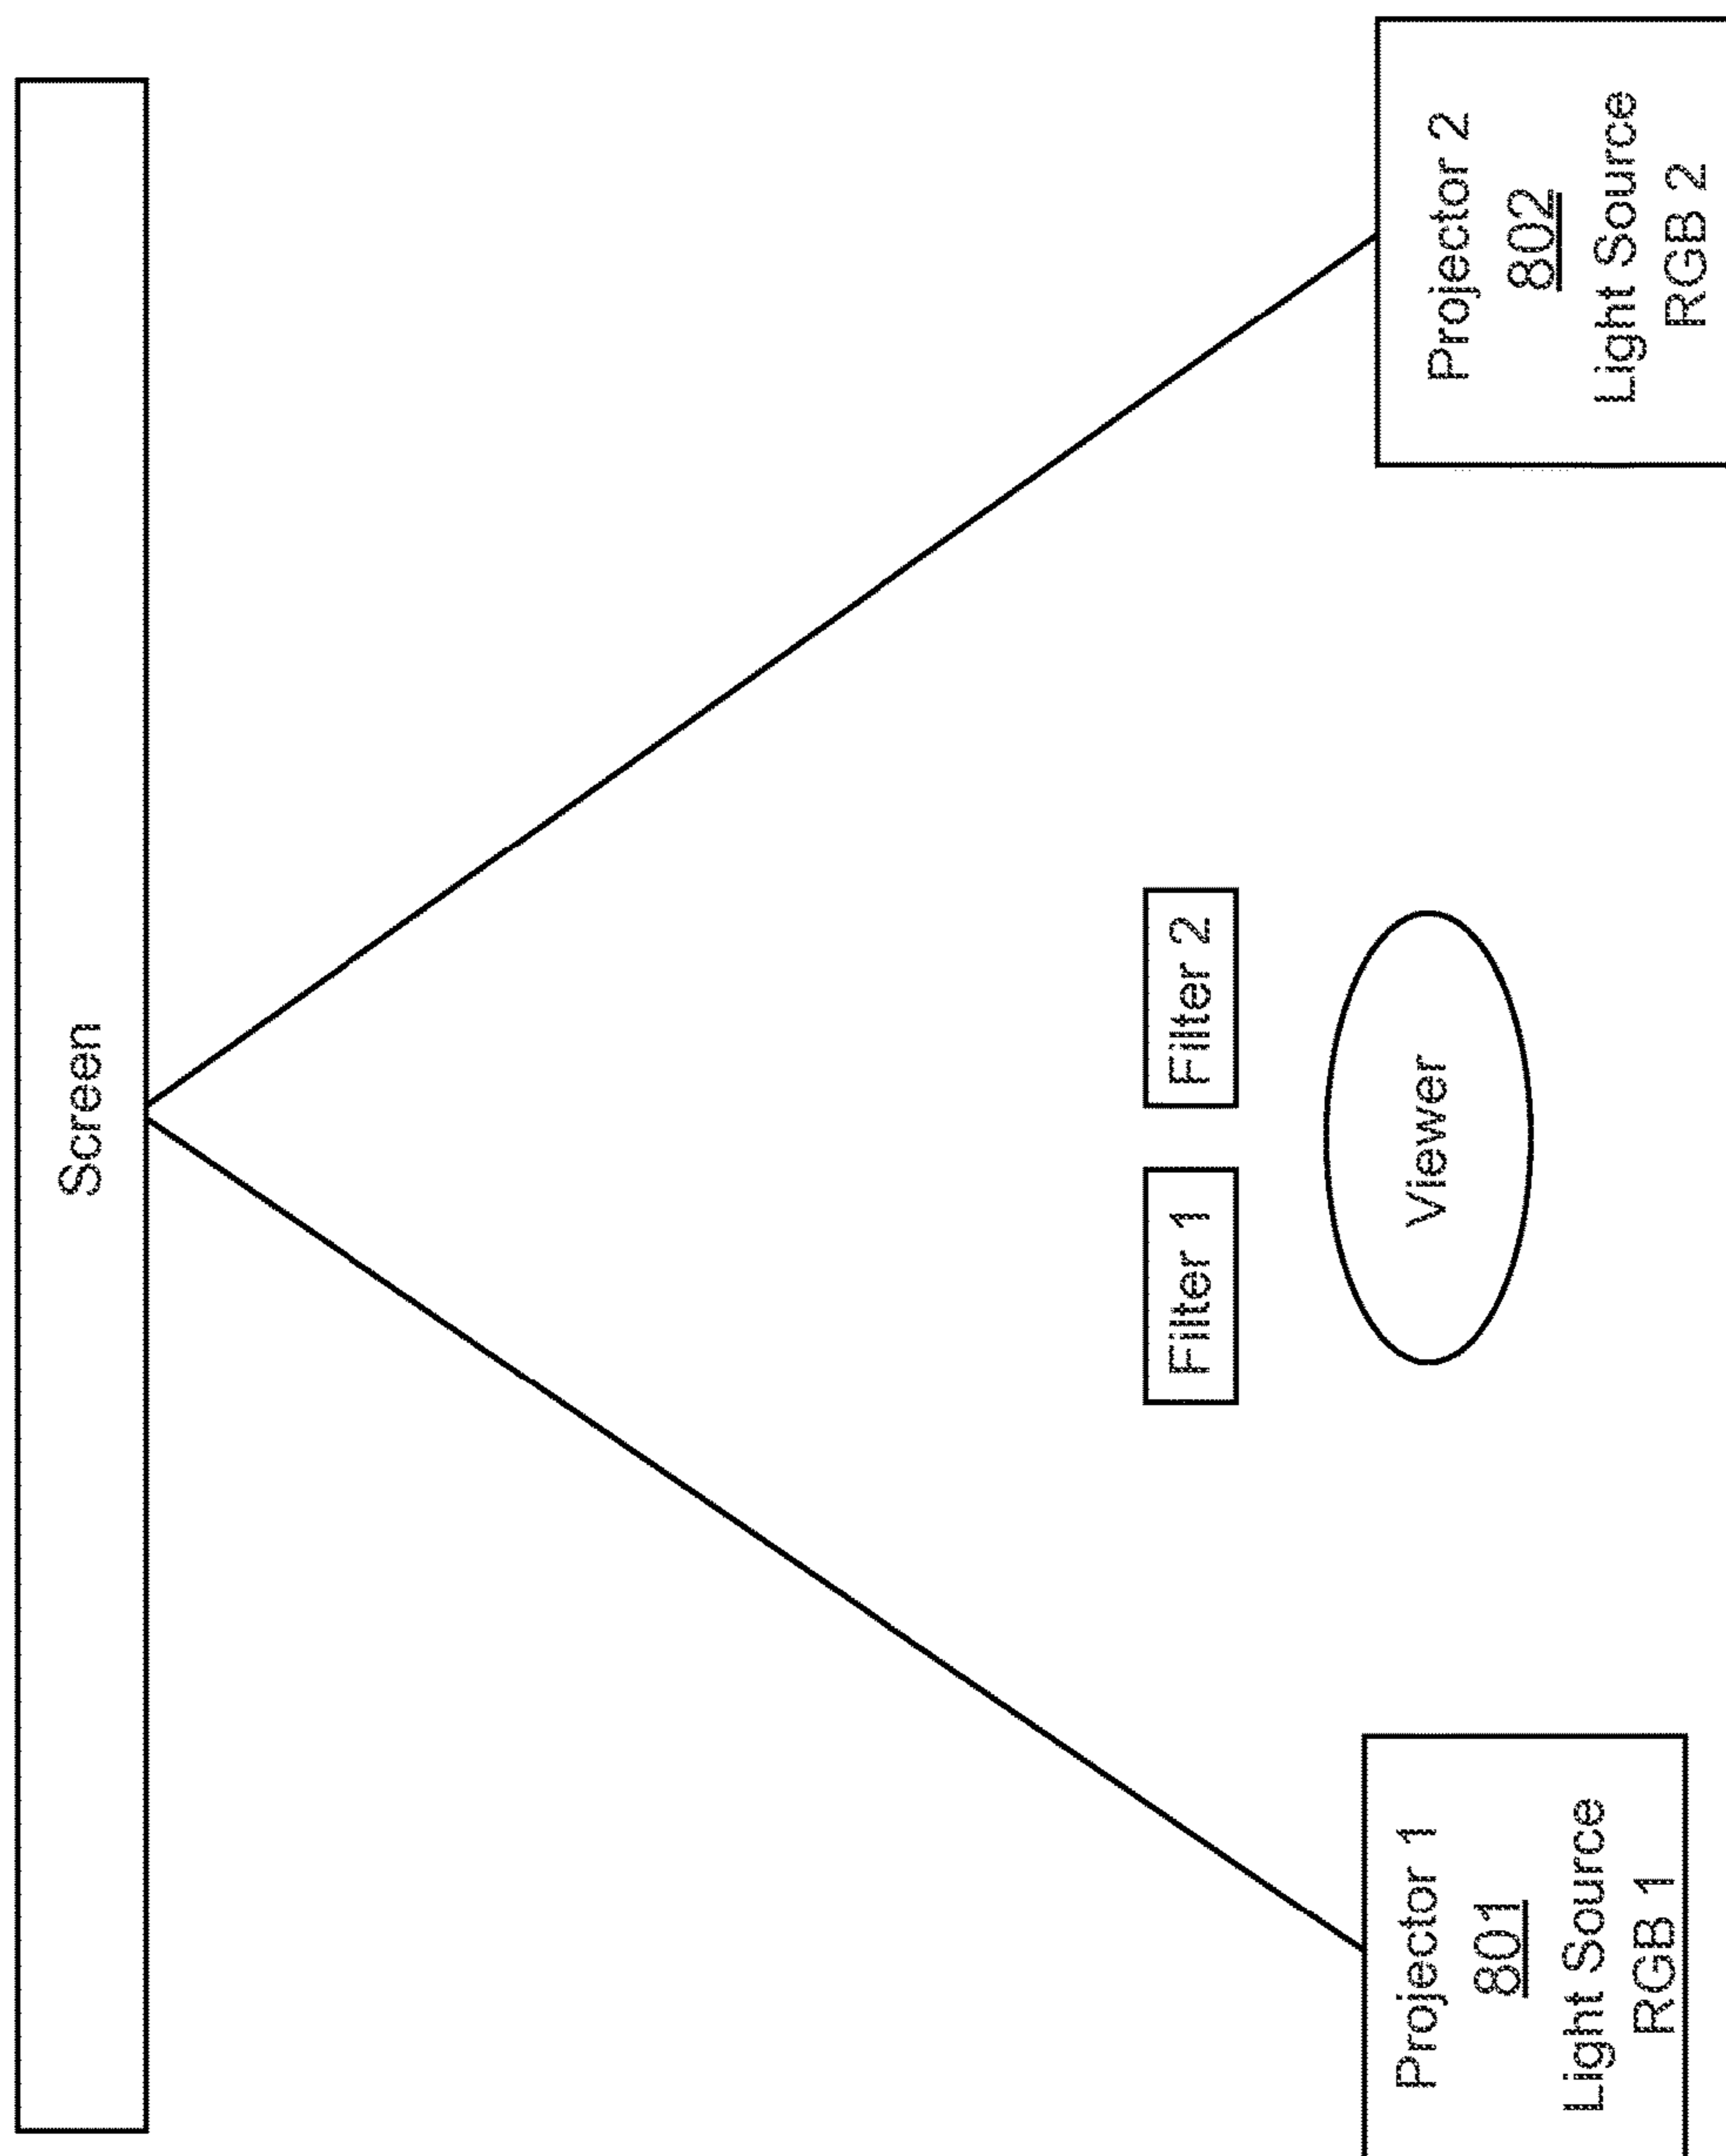 Screen
Filter 1
Filter 2
Viewer
Projector 1
801
Light Source
RGB 1
Projector 2
802
Light Source
RGB 2